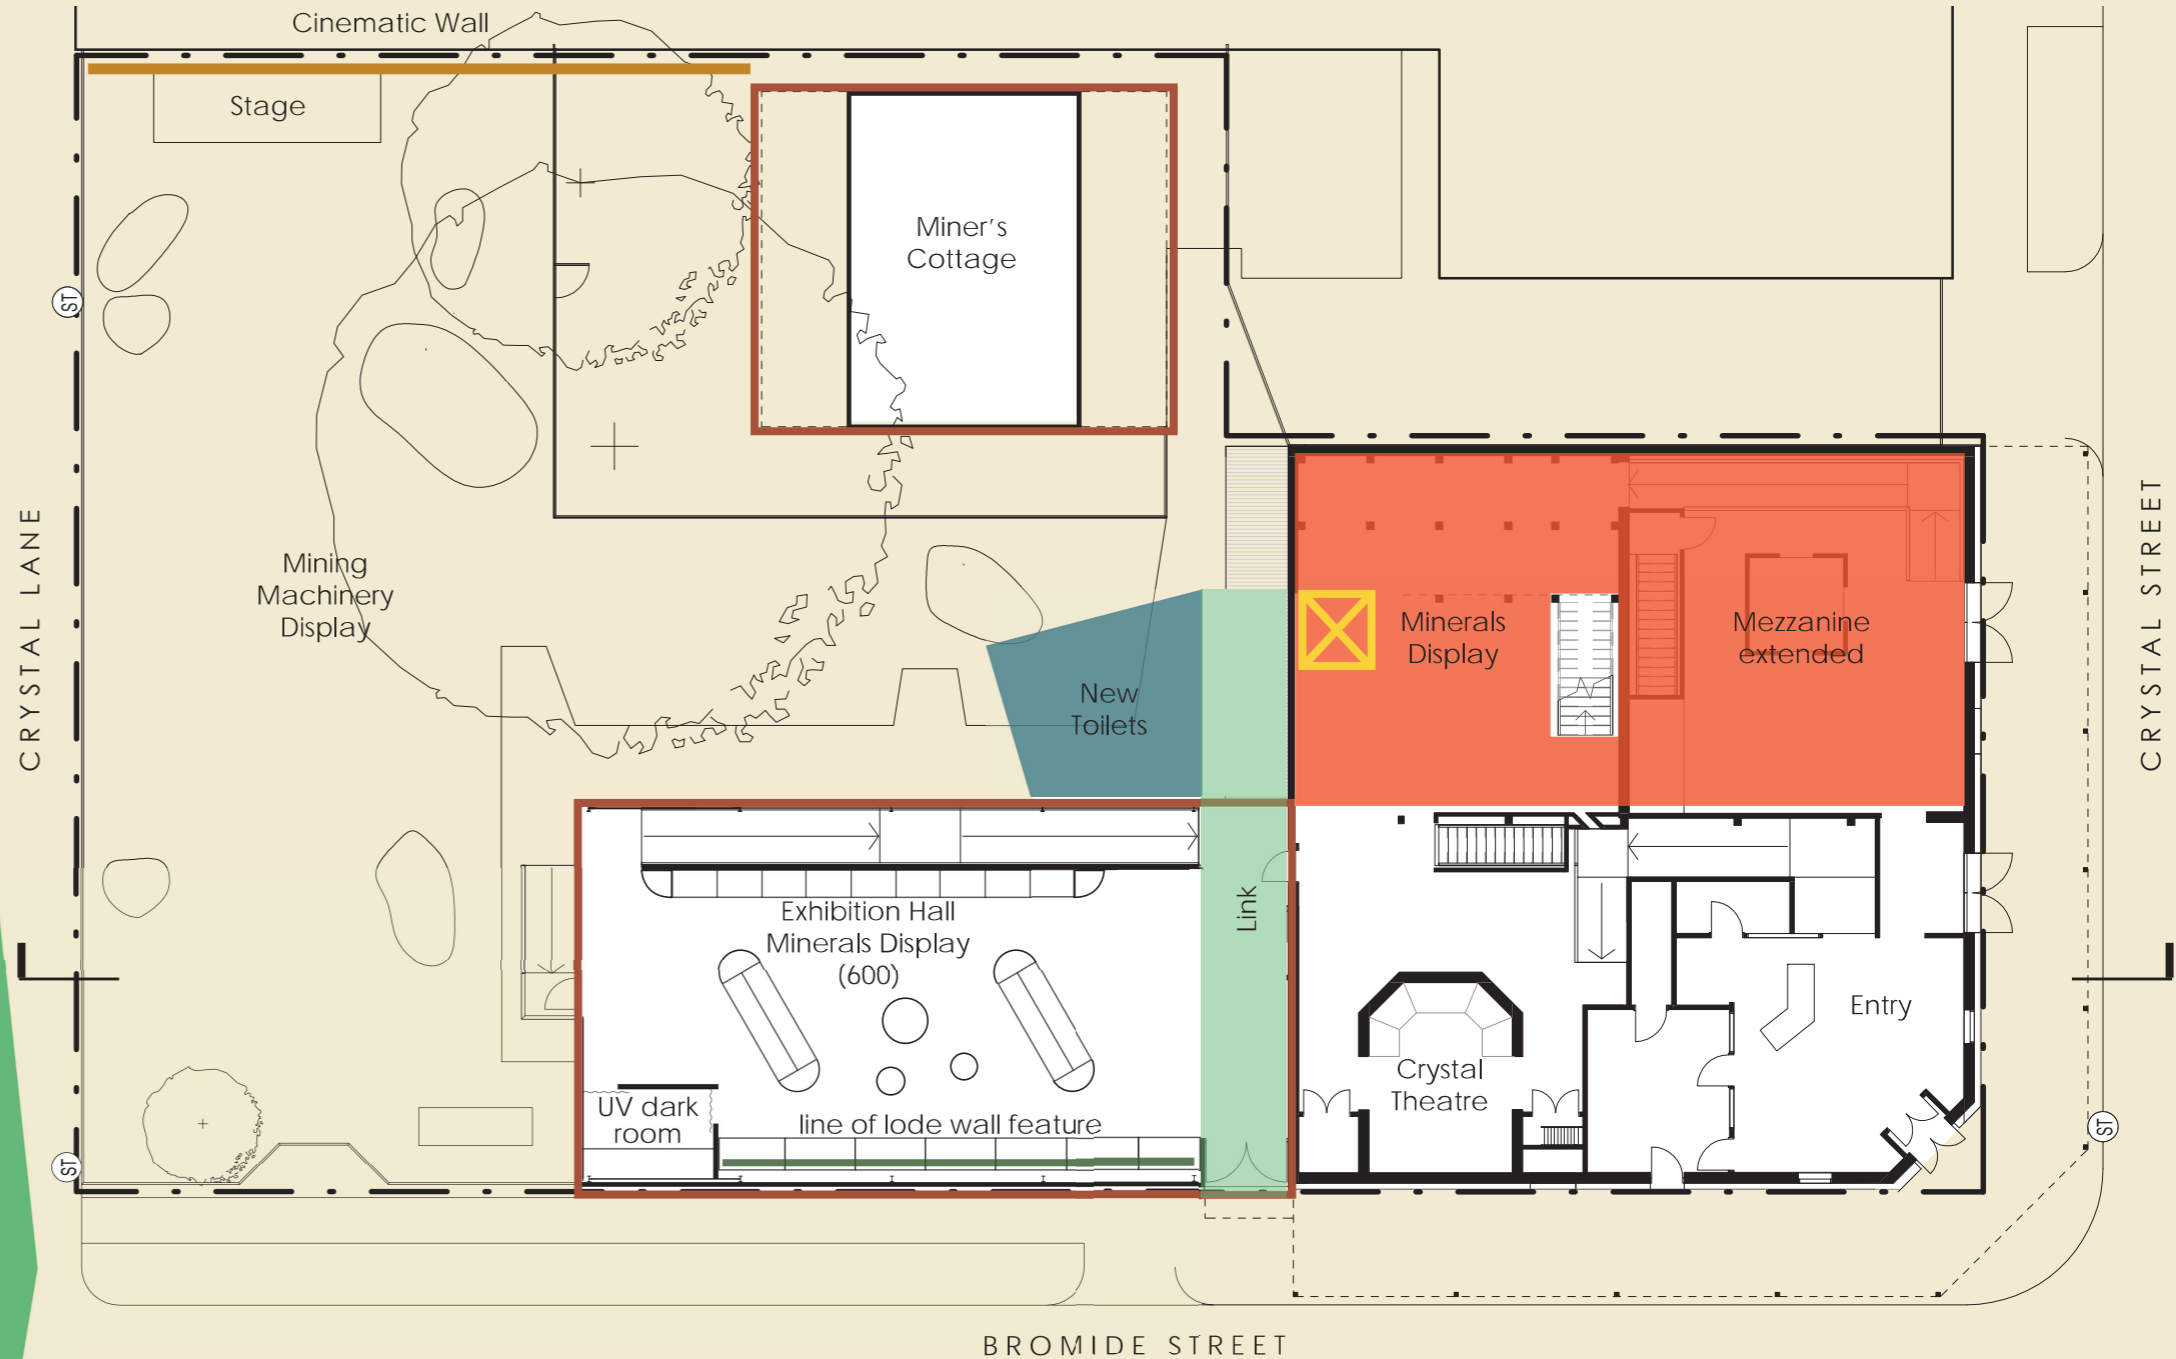 Cinematic Wall
Stage
Miner's
Cottage
ST
CRYSTAL LANE
CRYSTAL STREET
Mining
Machinery
Display
Minerals
Display
Mezzanine
extended
New
Toilets
Link
Exhibition Hall
Minerals Display
(600)
Entry
Crystal
Theatre
UV dark
room
line of lode wall feature
ST
ST
BROMIDE STREET